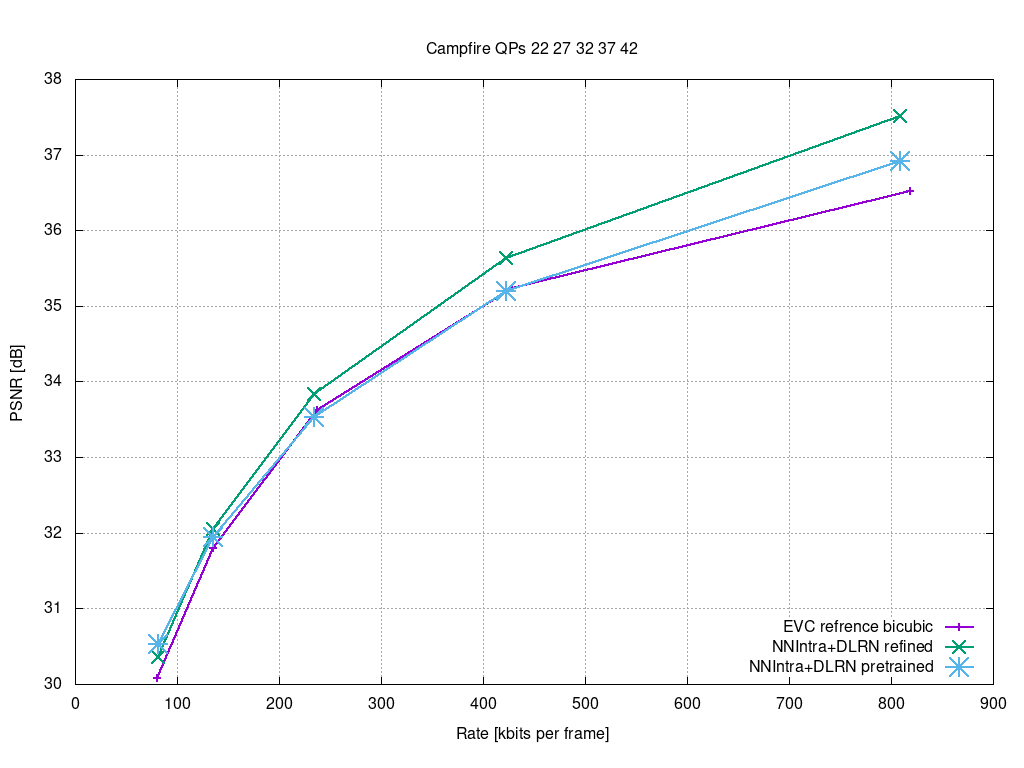 Campfire QPs 22 27 32 37 42
38
37
36
35
34
33
32
31
30
PSNR [dB]
EVC refrence bicubic
NNIntra+DLRN refined
NNIntra+DLRN pretrained
0 100 200 300 400 500 600 700 800 900
Rate [kbits per frame]